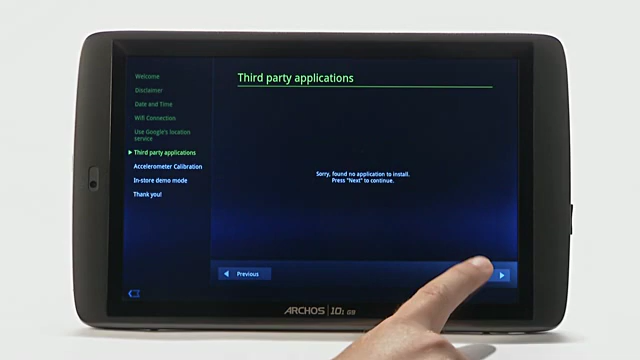 Welcome
Disclaimer
Date and Time
Wifi Connection
Use Google's location
service
Third party applications
Accelerometer Calibration
In-store demo mode
Thank you!
Third party applications
Sorry, found no application to install.
Press "Next" to continue.
Previous
ARCHOS 101 G9